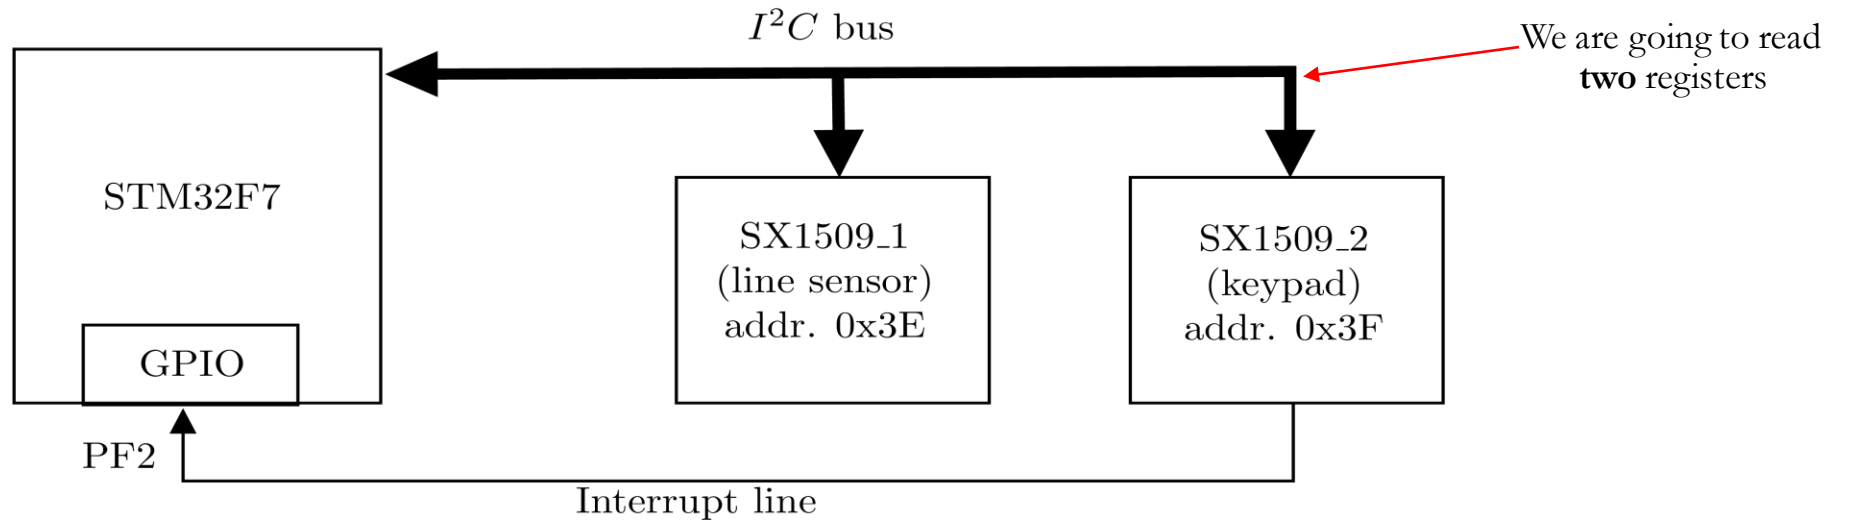 I²C bus
We are going to read
two registers
STM32F7
SX1509_1
(line sensor)
addr. 0x3E
SX1509_2
(keypad)
addr. 0x3F
GPIO
PF2
Interrupt line